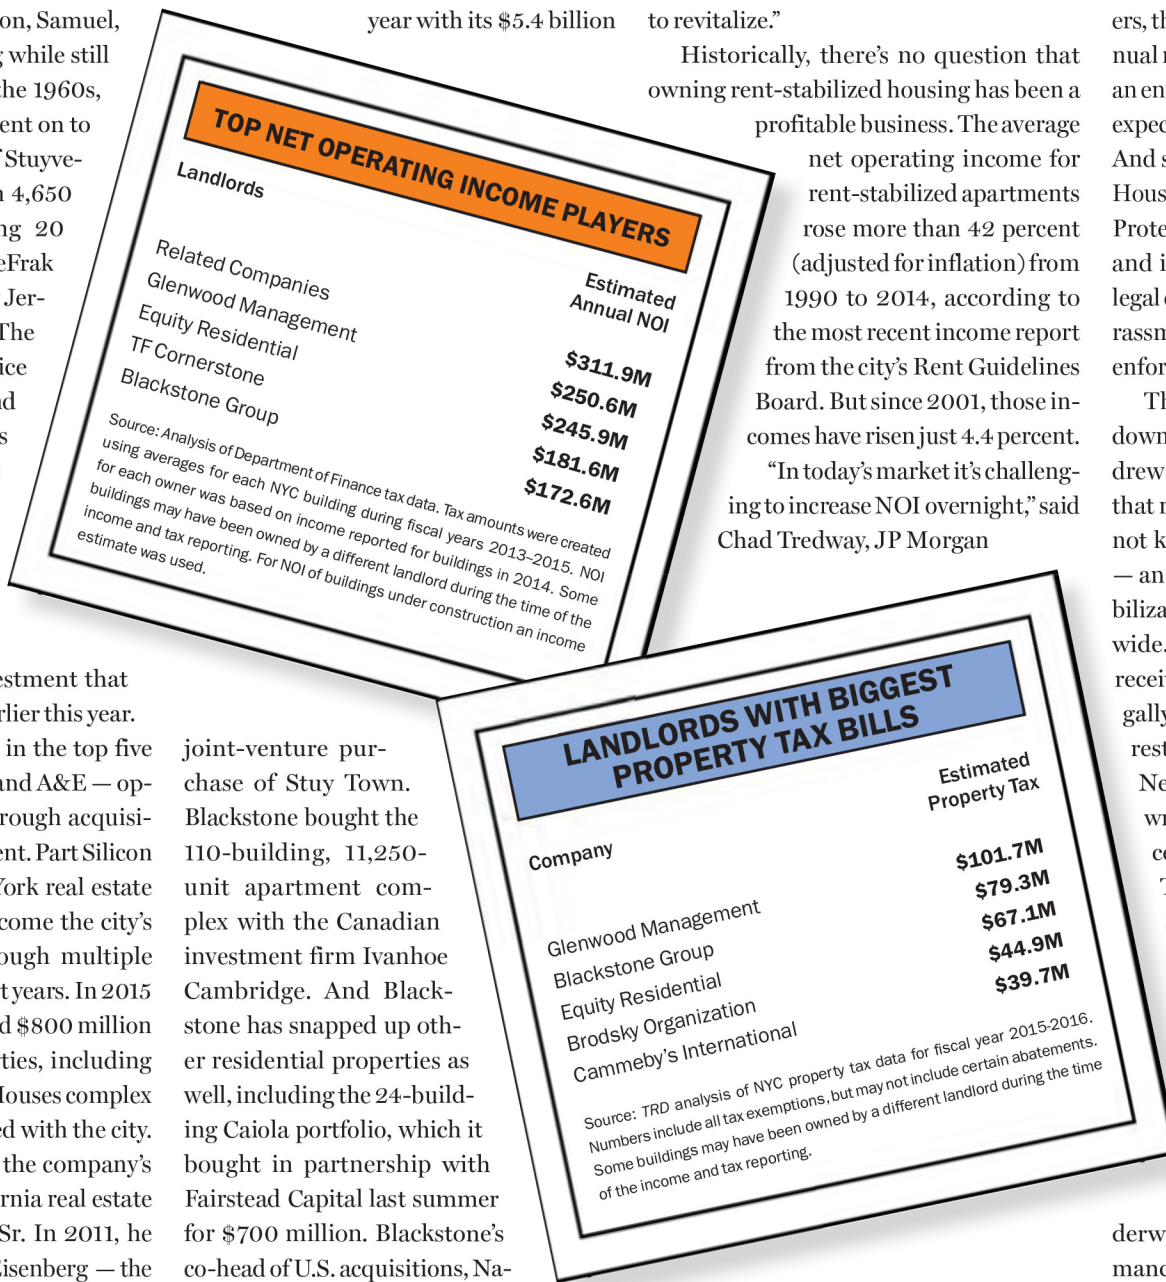 on, Samuel,
while still
the 1960s,
ent on to
Stuyve-
4,650
ng 20
eFrak
Jer-
The
ice
nd
s
estment that
rlier this year.
in the top five
and A&E — op-
rough acquisi-
ent. Part Silicon
York real estate
come the city's
ough multiple
t years. In 2015
d $800 million
rties, including
Houses complex
ed with the city.
the company's
rnia real estate
Sr. In 2011, he
Eisenberg — the
year with its $5.4 billion
TOP NET OPERATING INCOME PLAYERS
Landlords
Estimated
Annual NOI
Related Companies $311.9M
Glenwood Management $250.6M
Equity Residential $245.9M
TF Cornerstone $181.6M
Blackstone Group $172.6M
Source: Analysis of Department of Finance tax data. Tax amounts were created
using averages for each NYC building during fiscal years 2013–2015. NOI
for each owner was based on income reported for buildings in 2014. Some
buildings may have been owned by a different landlord during the time of the
income and tax reporting. For NOI of buildings under construction an income
estimate was used.
joint-venture pur-
chase of Stuy Town.
Blackstone bought the
110-building, 11,250-
unit apartment com-
plex with the Canadian
investment firm Ivanhoe
Cambridge. And Black-
stone has snapped up oth-
er residential properties as
well, including the 24-build-
ing Caiola portfolio, which it
bought in partnership with
Fairstead Capital last summer
for $700 million. Blackstone's
co-head of U.S. acquisitions, Na-
to revitalize.”
Historically, there's no question that
owning rent-stabilized housing has been a
profitable business. The average
net operating income for
rent-stabilized apartments
rose more than 42 percent
(adjusted for inflation) from
1990 to 2014, according to
the most recent income report
from the city's Rent Guidelines
Board. But since 2001, those in-
comes have risen just 4.4 percent.
“In today's market it's challeng-
ing to increase NOI overnight,” said
Chad Tredway, JP Morgan
LANDLORDS WITH BIGGEST
PROPERTY TAX BILLS
Company
Estimated
Property Tax
Glenwood Management $101.7M
Blackstone Group $79.3M
Equity Residential $67.1M
Brodsky Organization $44.9M
Cammeby's International $39.7M
Source: TRD analysis of NYC property tax data for fiscal year 2015-2016.
Numbers include all tax exemptions, but may not include certain abatements.
Some buildings may have been owned by a different landlord during the time
of the income and tax reporting.
ers, th
nual
an en
expec
And s
Hous
Prote
and i
legal
rassm
enfor
Th
down
drew
that
not k
— an
biliza
wide.
recei
gally
rest
Ne
derw
manc